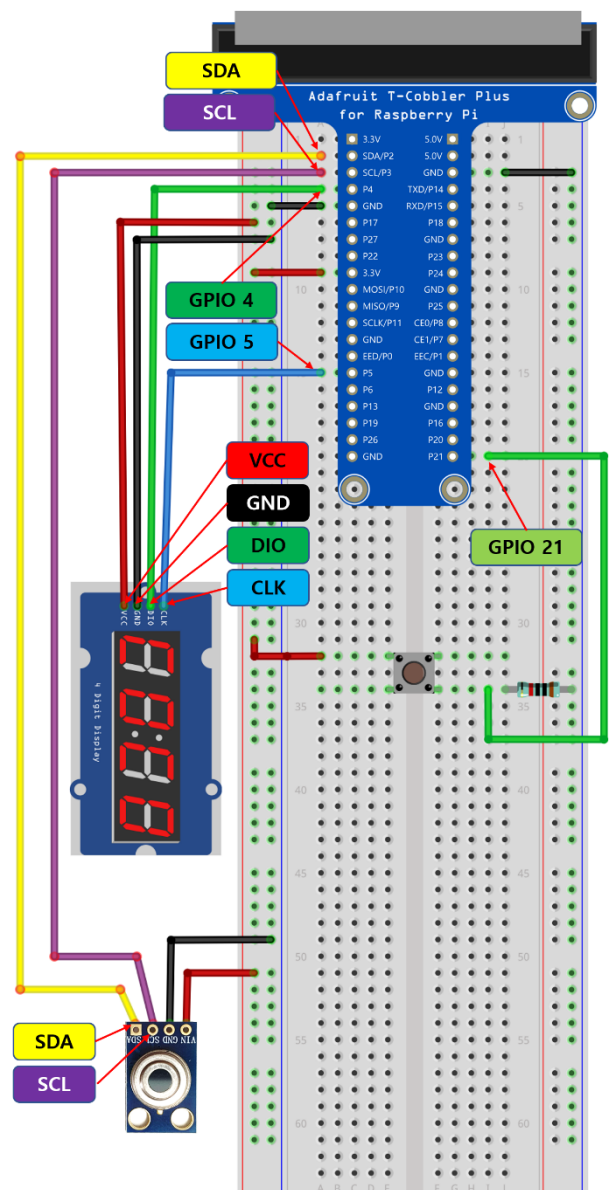 SDA
SCL
Adafruit T-Cobbler Plus
for Raspberry Pi
3.3V 5.0V
SDA/P2 5.0V
SCL/P3 GND
P4 TXD/P14
GND RXD/P15
P17 P18
P27 GND
P22 P23
3.3V P24
MOSI/P10 GND
MISO/P9 P25
SCLK/P11 CE0/P8
GND CE1/P7
EED/P0 EEC/P1
P5 GND
P6 P12
P13 GND
P19 P16
P26 P20
GND P21
1 1
5
10 10
15
GPIO 4
GPIO 5
VCC
GND
DIO
CLK
GPIO 21
VCC GND DIO CLK
4 Digit Display
30 30
35 35
40 40
45 45
50 50
55 55
60 60
SDA SCL GND VIN
SDA
SCL
A B C D E F G H I J